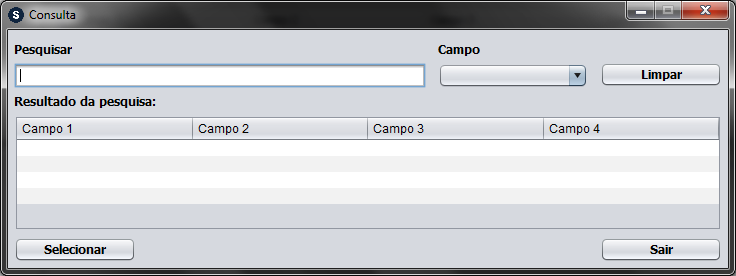 S Consulta
Pesquisar Campo
Limpar
Resultado da pesquisa:
Campo 1 Campo 2 Campo 3 Campo 4
Selecionar Sair